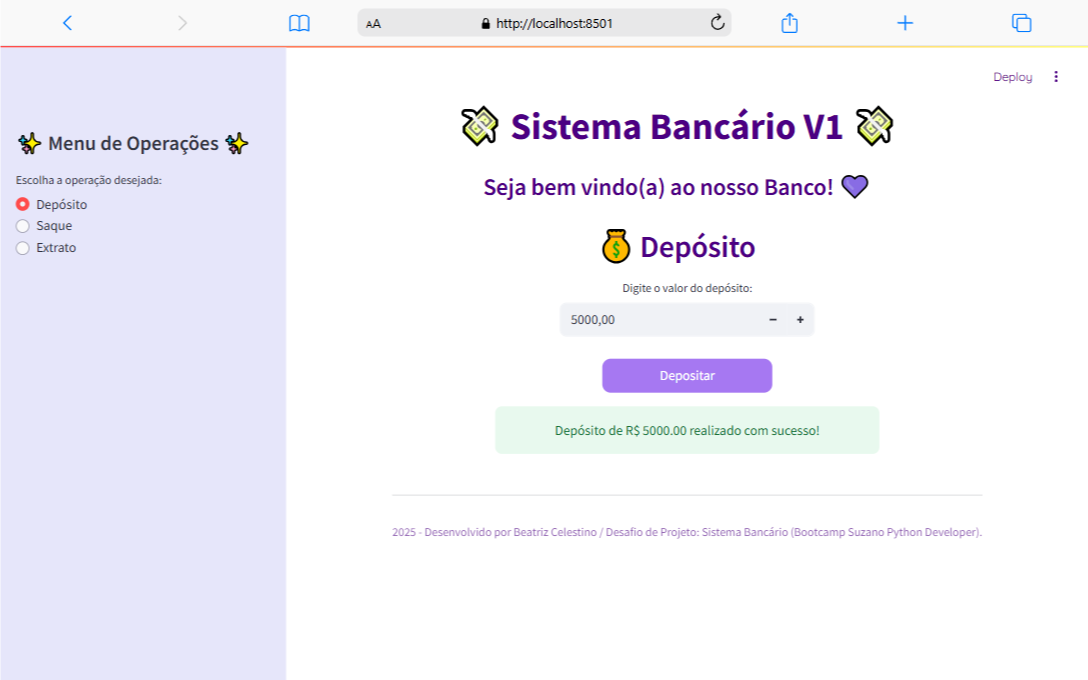 AA http://localhost:8501
Deploy
Menu de Operações
Escolha a operação desejada:
Depósito
Saque
Extrato
Sistema Bancário V1
Seja bem vindo(a) ao nosso Banco!
Depósito
Digite o valor do depósito:
5000,00
Depositar
Depósito de R$ 5000.00 realizado com sucesso!
2025 - Desenvolvido por Beatriz Celestino / Desafio de Projeto: Sistema Bancário (Bootcamp Suzano Python Developer).